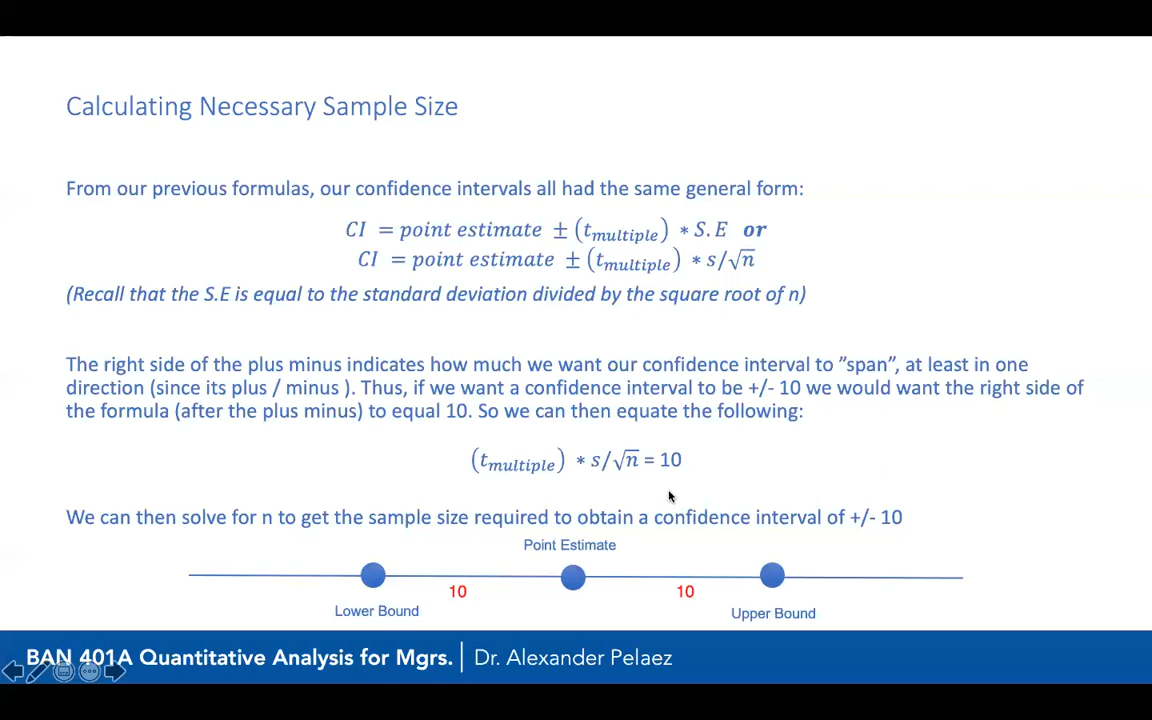 Calculating Necessary Sample Size
From our previous formulas, our confidence intervals all had the same general form:
CI = point estimate ± (t_multiple) * S.E or
CI = point estimate ± (t_multiple) * s/√n
(Recall that the S.E is equal to the standard deviation divided by the square root of n)
The right side of the plus minus indicates how much we want our confidence interval to ”span”, at least in one
direction (since its plus / minus ). Thus, if we want a confidence interval to be +/- 10 we would want the right side of
the formula (after the plus minus) to equal 10. So we can then equate the following:
(t_multiple) * s/√n = 10
We can then solve for n to get the sample size required to obtain a confidence interval of +/- 10
Point Estimate
10 10
Lower Bound Upper Bound
BAN 401A Quantitative Analysis for Mgrs. | Dr. Alexander Pelaez